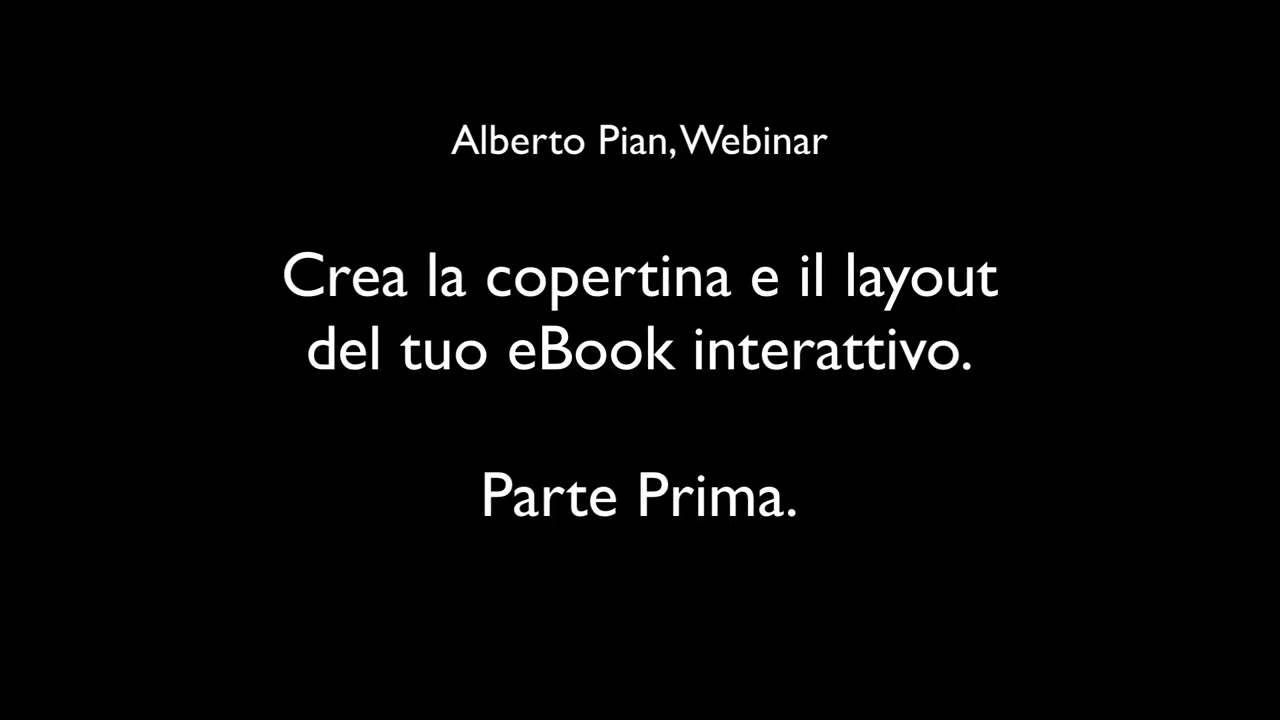 Alberto Pian, Webinar
Crea la copertina e il layout
del tuo eBook interattivo.
Parte Prima.